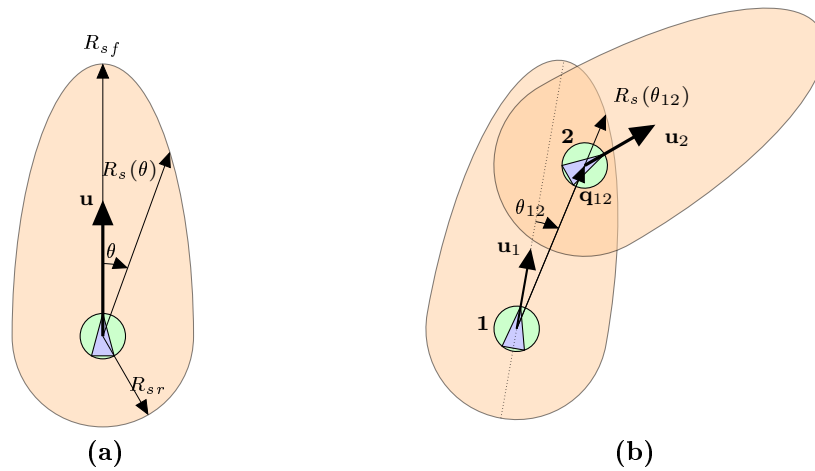 R_{sf}
R_s(θ)
u
θ
R_{sr}
(a)
R_s(θ_{12})
2
u_2
q_{12}
θ_{12}
u_1
1
(b)